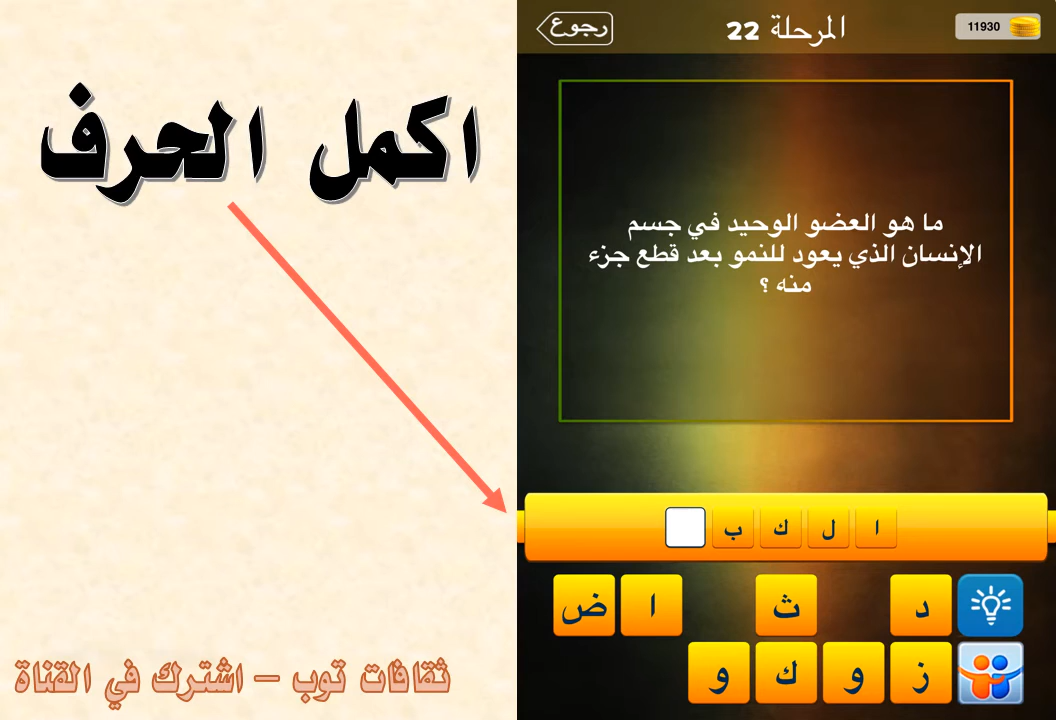 اكمل الحرف
ثقافات توب – اشترك في القناة
رجوع
المرحلة 22
11930
ما هو العضو الوحيد في جسم
الإنسان الذي يعود للنمو بعد قطع جزء
منه ؟
ا ل ك ب
د ث ا ض
ز و ك و